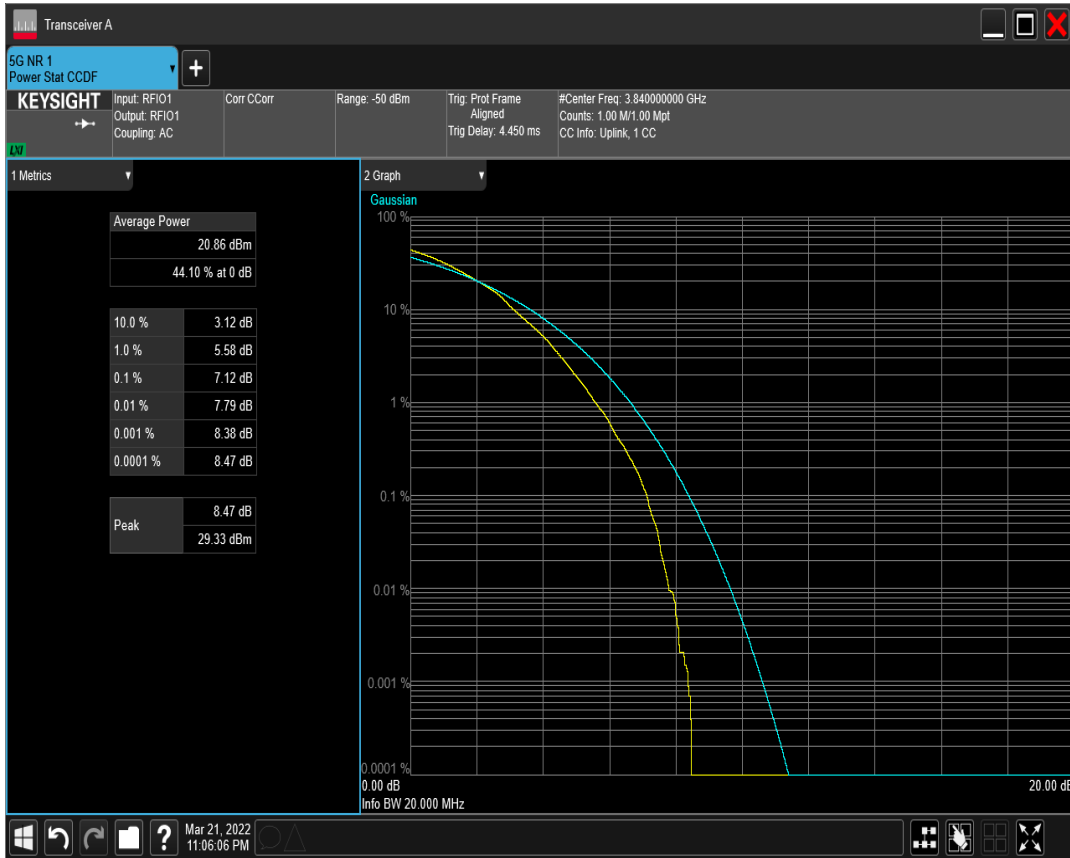 Transceiver A
5G NR 1
Power Stat CCDF
+
KEYSIGHT
LXI
Input: RFIO1
Output: RFIO1
Coupling: AC
Corr CCorr
Range: -50 dBm
Trig: Prot Frame
Aligned
Trig Delay: 4.450 ms
#Center Freq: 3.840000000 GHz
Counts: 1.00 M/1.00 Mpt
CC Info: Uplink, 1 CC
1 Metrics
Average Power
20.86 dBm
44.10 % at 0 dB
10.0 % 3.12 dB
1.0 % 5.58 dB
0.1 % 7.12 dB
0.01 % 7.79 dB
0.001 % 8.38 dB
0.0001 % 8.47 dB
Peak
8.47 dB
29.33 dBm
2 Graph
Gaussian
100 %
10 %
1 %
0.1 %
0.01 %
0.001 %
0.0001 %
0.00 dB 20.00 dB
Info BW 20.000 MHz
?
Mar 21, 2022
11:06:06 PM